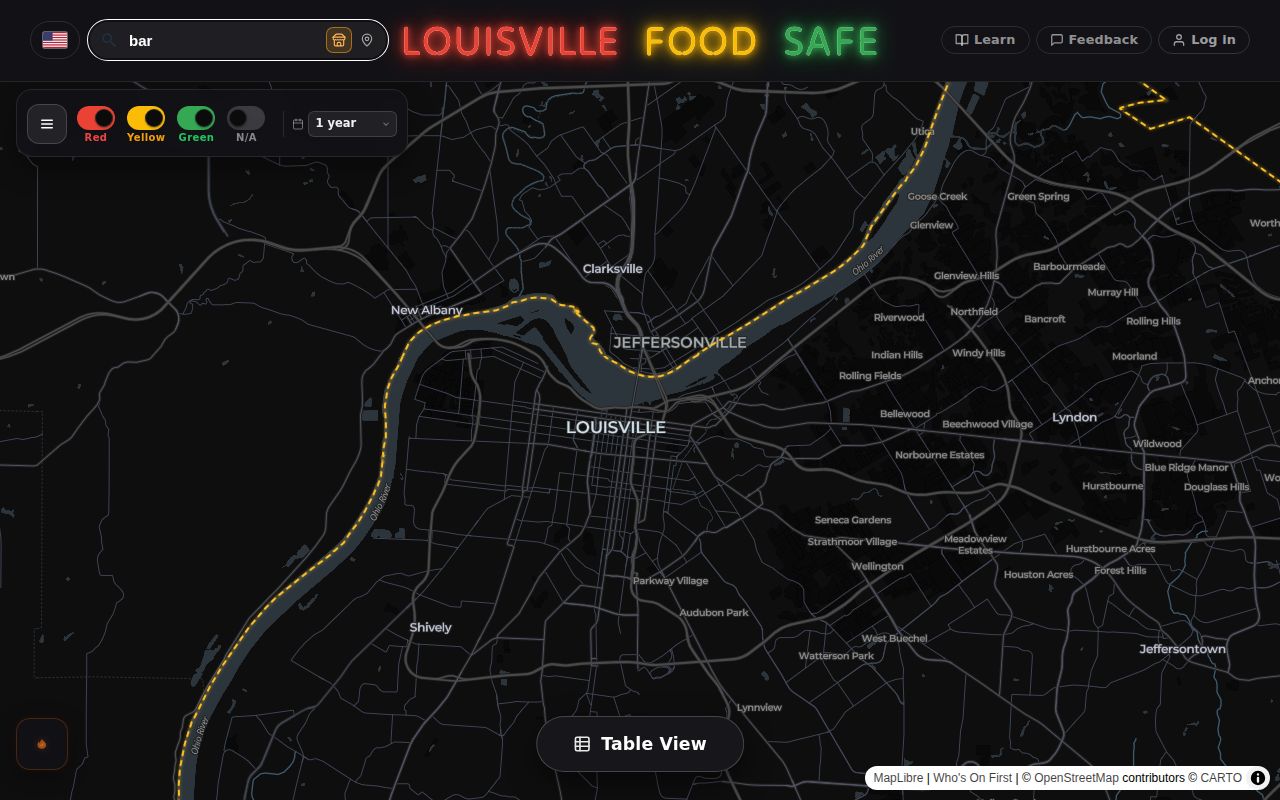 bar
LOUISVILLE FOOD SAFE
Learn
Feedback
Log In
Red
Yellow
Green
N/A
1 year
Utica
Goose Creek
Green Spring
Glenview
Worth
Ohio River
Clarksville
Barbourmeade
Glenview Hills
wn
Murray Hill
New Albany
Northfield
Riverwood
Bancroft
Rolling Hills
JEFFERSONVILLE
Indian Hills
Windy Hills
Moorland
Rolling Fields
Ancho
Bellewood
Beechwood Village
Lyndon
LOUISVILLE
Wildwood
Norbourne Estates
Blue Ridge Manor
Wo
Hurstbourne
Douglass Hills
Ohio River
Seneca Gardens
Strathmoor Village
Meadowview
Estates
Hurstbourne Acres
Wellington
Houston Acres
Forest Hills
Parkway Village
Audubon Park
Shively
West Buechel
Watterson Park
Jeffersontown
Lynnview
Ohio River
Table View
MapLibre | Who's On First | © OpenStreetMap contributors © CARTO